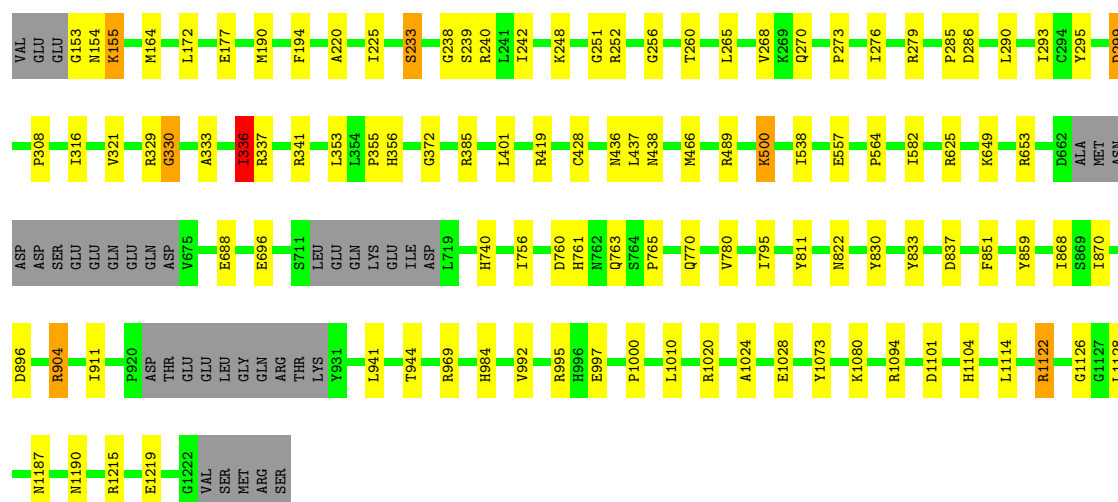 VAL GLU GLU G153 N154 K155 M164 L172 E177 M190 F194 A220 I225 S233 G238 S239 R240 L241 I242 K248 G251 R252 G256 T260 L265 V268 K269 Q270 P273 I276 R279 P285 D286 L290 I293 C294 Y295 D299
P308 I316 V321 R329 G330 A333 I336 R337 R341 L353 L354 P355 H356 G372 R385 L401 R419 C428 N436 L437 N438 M466 R489 K500 I538 E557 P564 I582 R625 K649 R653 D662 ALA MET ASN
ASP ASP SER GLU GLU GLN GLU GLN ASP V675 E688 E696 S711 LEU GLU GLN LYS GLU ILE ASP L719 H740 I756 D760 H761 N762 Q763 S764 P765 Q770 V780 I795 Y811 N822 Y830 Y833 D837 F851 Y859 I868 S869 I870
D896 R904 I911 P920 ASP THR GLU GLU LEU GLY GLN ARG THR LYS Y931 L941 T944 R969 H984 V992 R995 H996 E997 P1000 L1010 R1020 A1024 E1028 Y1073 K1080 R1094 D1101 H1104 L1114 R1122 G1126 G1127
N1187 N1190 R1215 E1219 G1222 VAL SER MET ARG SER